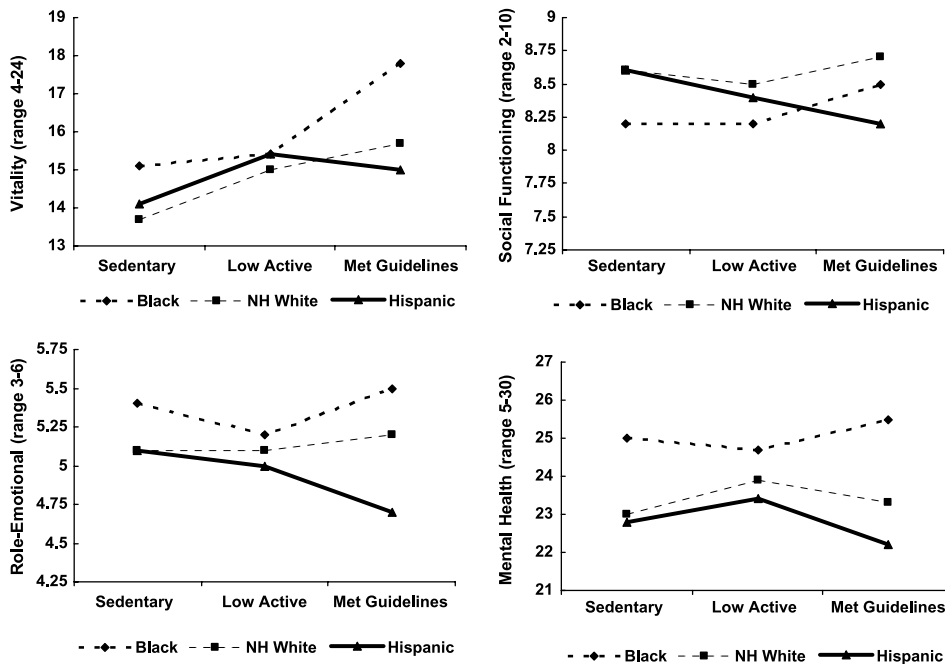 Vitality (range 4-24)
19
18
17
16
15
14
13
Sedentary Low Active Met Guidelines
Black NH White Hispanic
Social Functioning (range 2-10)
9
8.75
8.5
8.25
8
7.75
7.5
7.25
Sedentary Low Active Met Guidelines
Black NH White Hispanic
Role-Emotional (range 3-6)
5.75
5.5
5.25
5
4.75
4.5
4.25
Sedentary Low Active Met Guidelines
Black NH White Hispanic
Mental Health (range 5-30)
27
26
25
24
23
22
21
Sedentary Low Active Met Guidelines
Black NH White Hispanic